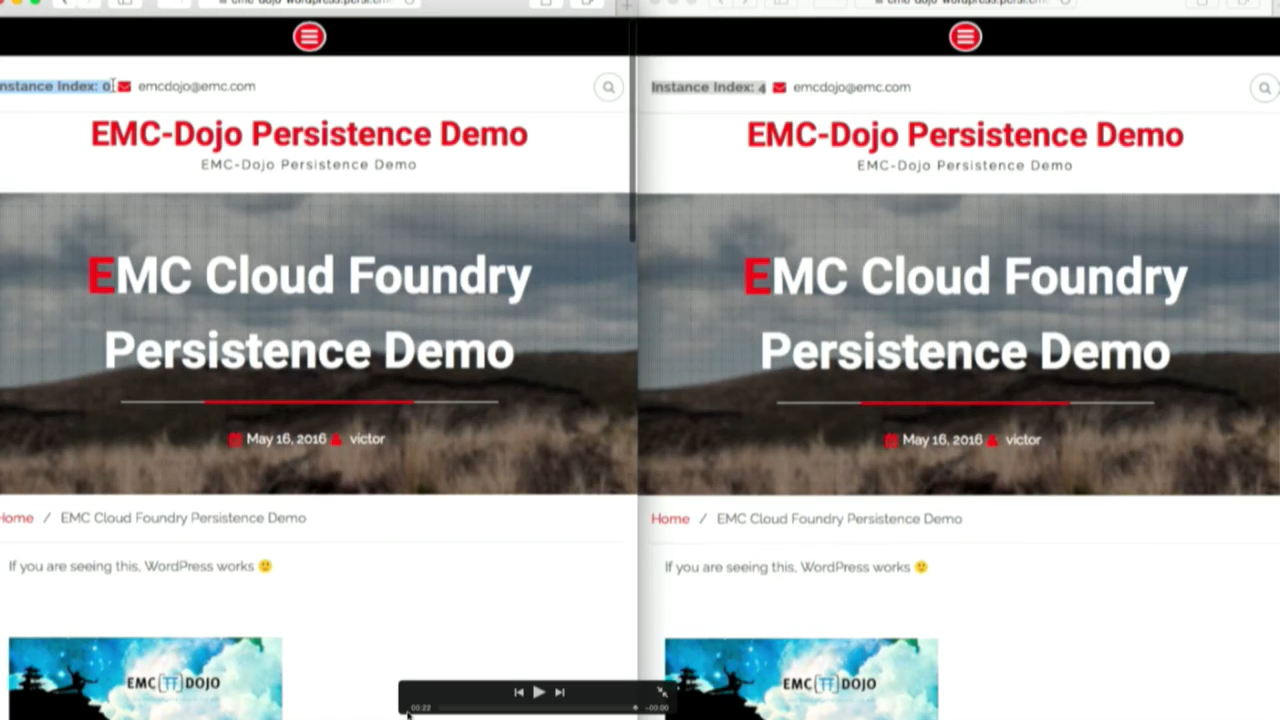 nstance Index: 0 emcdojo@emc.com
EMC-Dojo Persistence Demo
EMC-Dojo Persistence Demo
EMC Cloud Foundry
Persistence Demo
May 16, 2016 victor
Home / EMC Cloud Foundry Persistence Demo
If you are seeing this, WordPress works
EMC DOJO
Instance Index: 4 emcdojo@emc.com
EMC-Dojo Persistence Demo
EMC-Dojo Persistence Demo
EMC Cloud Foundry
Persistence Demo
May 16, 2016 victor
Home / EMC Cloud Foundry Persistence Demo
If you are seeing this, WordPress works
EMC DOJO
00:22 -00:00